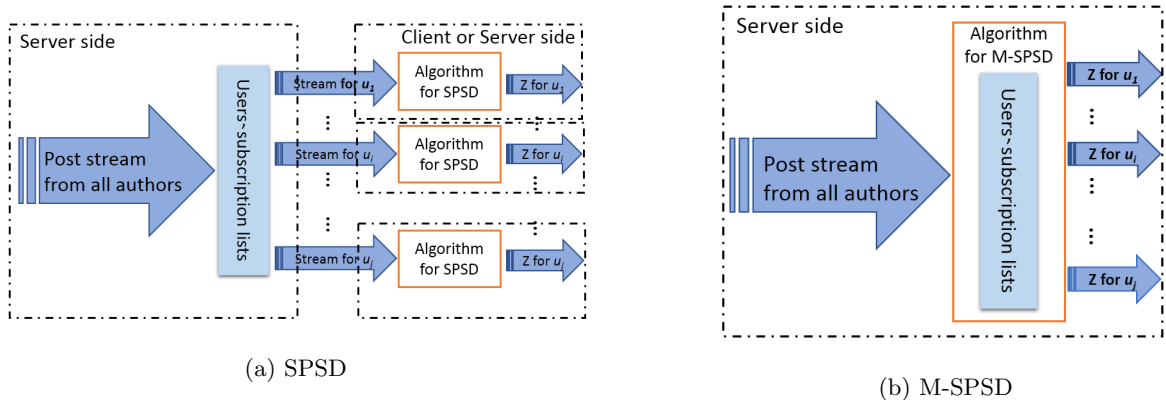 Server side
Client or Server side
Users~subscription lists
Post stream
from all authors
Stream for u1
Algorithm
for SPSD
Z for u1
...
...
Stream for ui
Algorithm
for SPSD
Z for ui
...
...
Stream for uj
Algorithm
for SPSD
Z for uj
(a) SPSD
Server side
Algorithm
for M-SPSD
Users~subscription lists
Post stream
from all authors
Z for u1
...
Z for ui
...
...
Z for uj
(b) M-SPSD